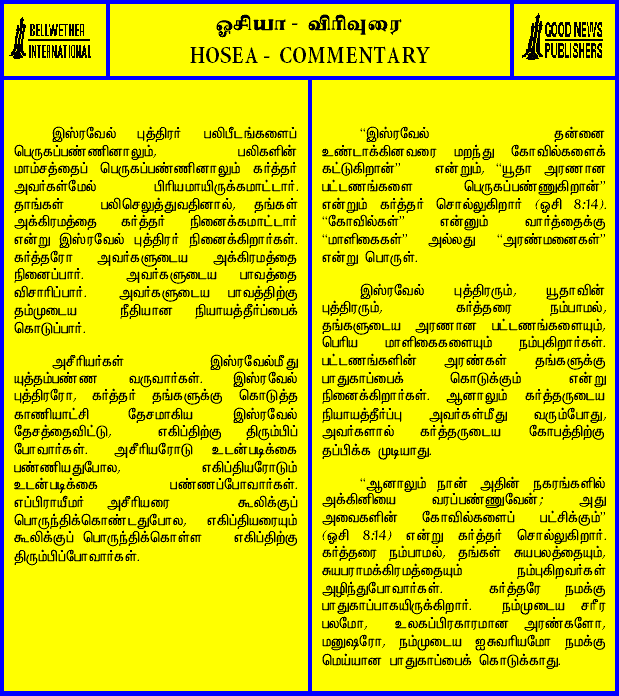 BELLWETHER
INTERNATIONAL
ஓசியா - விரிவுரை
HOSEA - COMMENTARY
GOOD NEWS
PUBLISHERS
இஸ்ரவேல் புத்திரர் பலிபீடங்களைப்
பெருகப்பண்ணினாலும், பலிகளின்
மாம்சத்தைப் பெருகப்பண்ணினாலும் கர்த்தர்
அவர்கள்மேல் பிரியமாயிருக்கமாட்டார்.
தாங்கள் பலிசெலுத்துவதினால், தங்கள்
அக்கிரமத்தை கர்த்தர் நினைக்கமாட்டார்
என்று இஸ்ரவேல் புத்திரர் நினைக்கிறார்கள்.
கர்த்தரோ அவர்களுடைய அக்கிரமத்தை
நினைப்பார். அவர்களுடைய பாவத்தை
விசாரிப்பார். அவர்களுடைய பாவத்திற்கு
தம்முடைய நீதியான நியாயத்தீர்ப்பைக்
கொடுப்பார்.
அசீரியர்கள் இஸ்ரவேல்மீது
யுத்தம்பண்ண வருவார்கள். இஸ்ரவேல்
புத்திரரோ, கர்த்தர் தங்களுக்கு கொடுத்த
காணியாட்சி தேசமாகிய இஸ்ரவேல்
தேசத்தைவிட்டு, எகிப்திற்கு திரும்பிப்
போவார்கள். அசீரியரோடு உடன்படிக்கை
பண்ணியதுபோல, எகிப்தியரோடும்
உடன்படிக்கை பண்ணப்போவார்கள்.
எப்பிராயீமர் அசீரியரை கூலிக்குப்
பொருந்திக்கொண்டதுபோல, எகிப்தியரையும்
கூலிக்குப் பொருந்திக்கொள்ள எகிப்திற்கு
திரும்பிப்போவார்கள்.
“இஸ்ரவேல் தன்னை
உண்டாக்கினவரை மறந்து கோவில்களைக்
கட்டுகிறான்” என்றும், “யூதா அரணான
பட்டணங்களை பெருகப்பண்ணுகிறான்”
என்றும் கர்த்தர் சொல்லுகிறார் (ஓசி 8:14).
“கோவில்கள்” என்னும் வார்த்தைக்கு
“மாளிகைகள்” அல்லது “அரண்மனைகள்”
என்று பொருள்.
இஸ்ரவேல் புத்திரரும், யூதாவின்
புத்திரரும், கர்த்தரை நம்பாமல்,
தங்களுடைய அரணான பட்டணங்களையும்,
பெரிய மாளிகைகளையும் நம்புகிறார்கள்.
பட்டணங்களின் அரண்கள் தங்களுக்கு
பாதுகாப்பைக் கொடுக்கும் என்று
நினைக்கிறார்கள். ஆனாலும் கர்த்தருடைய
நியாயத்தீர்ப்பு அவர்கள்மீது வரும்போது,
அவர்களால் கர்த்தருடைய கோபத்திற்கு
தப்பிக்க முடியாது.
“ஆனாலும் நான் அதின் நகரங்களில்
அக்கினியை வரப்பண்ணுவேன்; அது
அவைகளின் கோவில்களைப் பட்சிக்கும்”
(ஓசி 8:14) என்று கர்த்தர் சொல்லுகிறார்.
கர்த்தரை நம்பாமல், தங்கள் சுயபலத்தையும்,
சுயபராமக்கிரமத்தையும் நம்புகிறவர்கள்
அழிந்துபோவார்கள். கர்த்தரே நமக்கு
பாதுகாப்பாகயிருக்கிறார். நம்முடைய சரீர
பலமோ, உலகப்பிரகாரமான அரண்களோ,
மனுஷரோ, நம்முடைய ஐசுவரியமோ நமக்கு
மெய்யான பாதுகாப்பைக் கொடுக்காது.